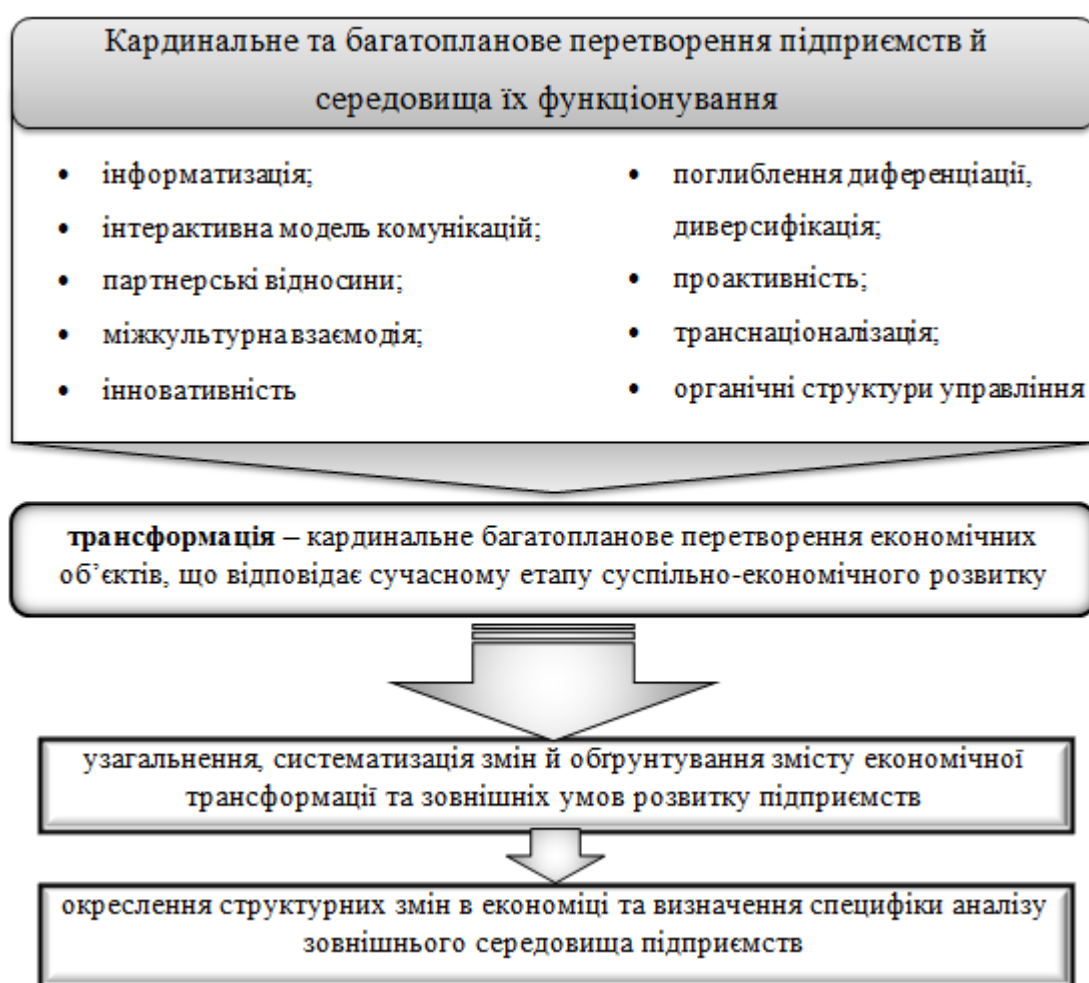 Кардинальне та багатопланове перетворення підприємств й
середовища їх функціонування
• інформатизація;
• інтерактивна модель комунікацій;
• партнерські відносини;
• міжкультурна взаємодія;
• інновативність
• поглиблення диференціації,
диверсифікація;
• проактивність;
• транснаціоналізація;
• органічні структури управління
трансформація – кардинальне багатопланове перетворення економічних
об’єктів, що відповідає сучасному етапу суспільно-економічного розвитку
узагальнення, систематизація змін й обґрунтування змісту економічної
трансформації та зовнішніх умов розвитку підприємств
окреслення структурних змін в економіці та визначення специфіки аналізу
зовнішнього середовища підприємств